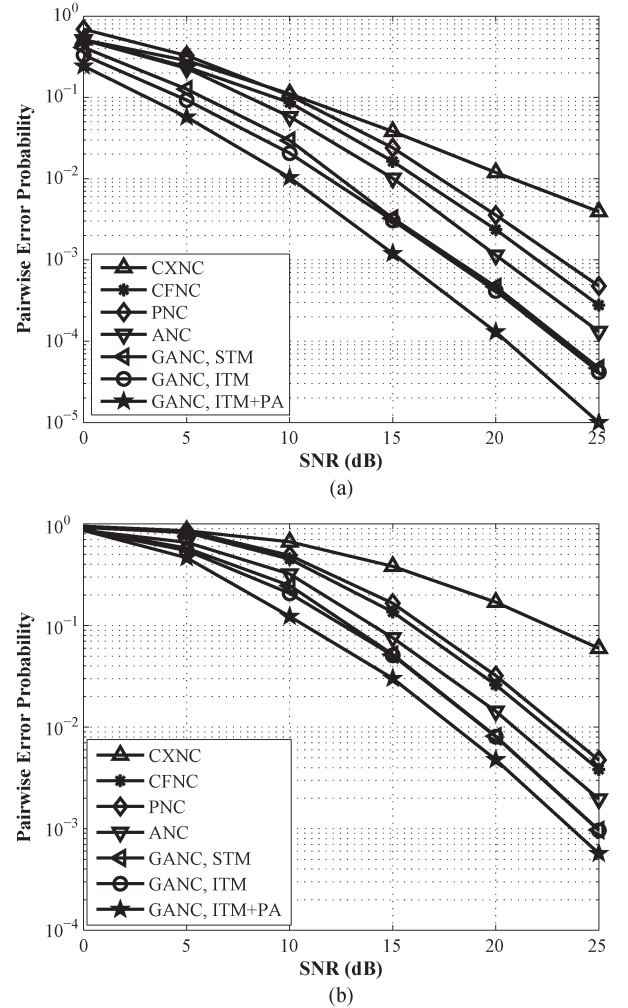 10^0
10^-1
10^-2
10^-3
10^-4
10^-5
Pairwise Error Probability
CXNC
CFNC
PNC
ANC
GANC, STM
GANC, ITM
GANC, ITM+PA
0 5 10 15 20 25
SNR (dB)
(a)
10^0
10^-1
10^-2
10^-3
10^-4
Pairwise Error Probability
CXNC
CFNC
PNC
ANC
GANC, STM
GANC, ITM
GANC, ITM+PA
0 5 10 15 20 25
SNR (dB)
(b)